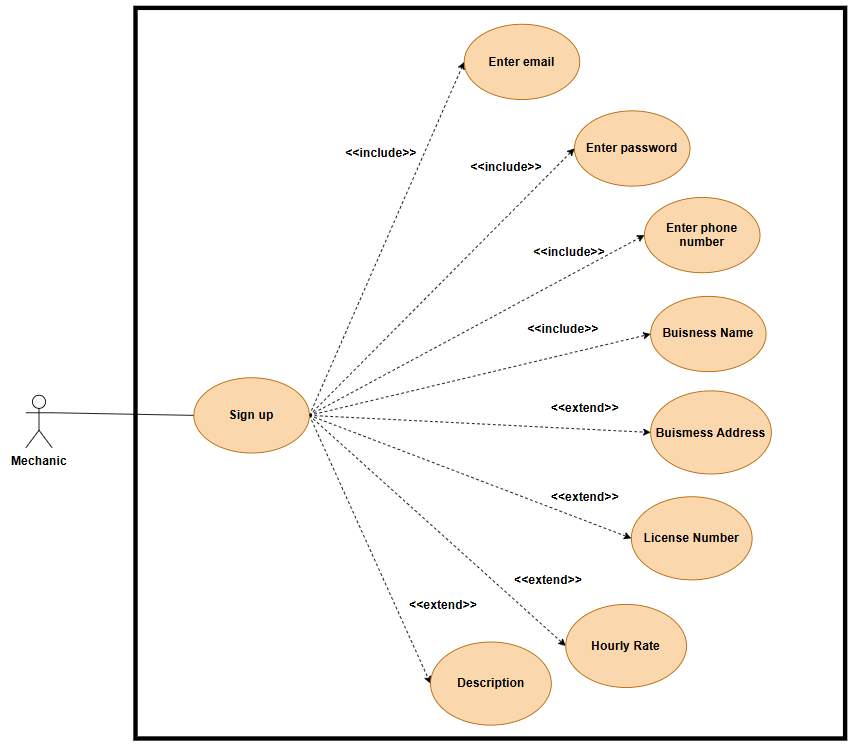 Enter email
<<include>>
Enter password
<<include>>
Enter phone
number
<<include>>
<<include>>
Buisness Name
<<extend>>
Sign up
Buismess Address
Mechanic
<<extend>>
License Number
<<extend>>
<<extend>>
Hourly Rate
Description